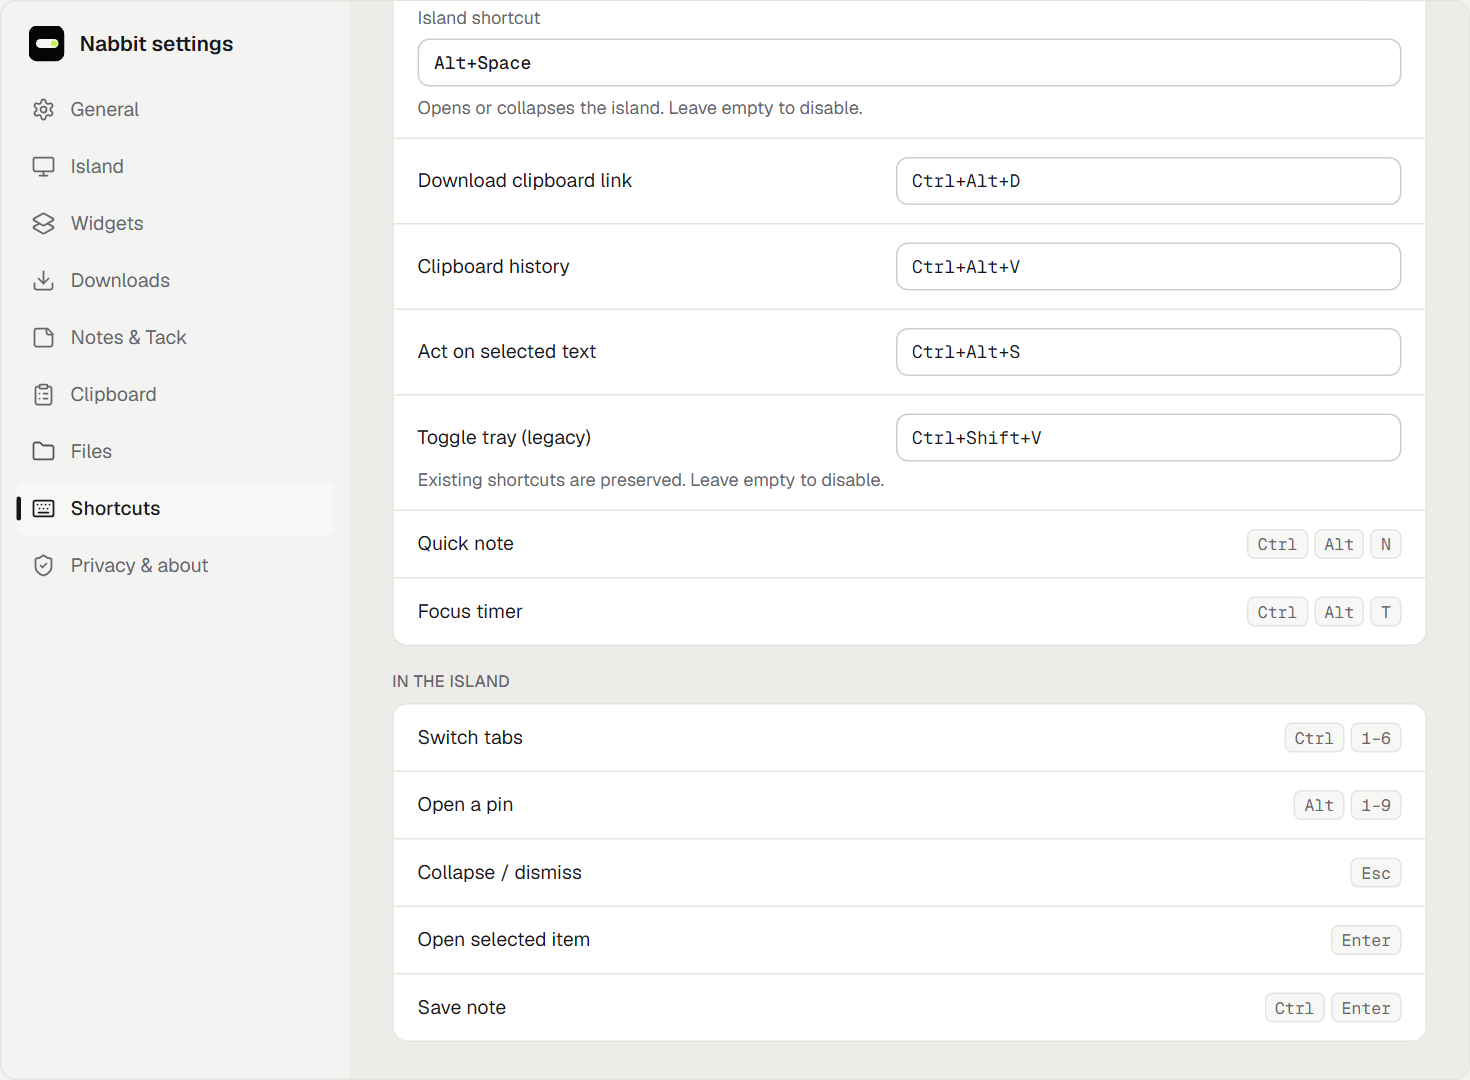 Nabbit settings
General
Island
Widgets
Downloads
Notes & Tack
Clipboard
Files
Shortcuts
Privacy & about
Island shortcut
Alt+Space
Opens or collapses the island. Leave empty to disable.
Download clipboard link
Ctrl+Alt+D
Clipboard history
Ctrl+Alt+V
Act on selected text
Ctrl+Alt+S
Toggle tray (legacy)
Ctrl+Shift+V
Existing shortcuts are preserved. Leave empty to disable.
Quick note Ctrl Alt N
Focus timer Ctrl Alt T
IN THE ISLAND
Switch tabs Ctrl 1–6
Open a pin Alt 1–9
Collapse / dismiss Esc
Open selected item Enter
Save note Ctrl Enter